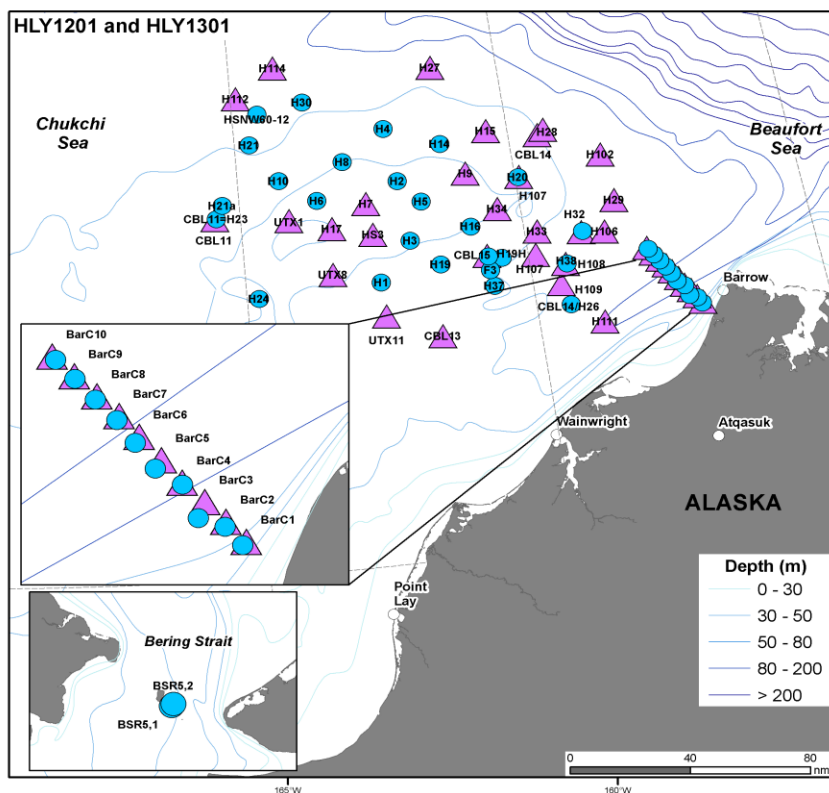 HLY1201 and HLY1301
H114
H27
H112
H30
HSNW60-12
Chukchi
Sea
Beaufort
Sea
H4
H15
H28
H14
CBL14
H21
H102
H8
H9
H20
H10
H2
H107
H6
H5
H29
H21a
H7
H34
CBL11=H23
UTX1
H16
H32
CBL11
H17
HS3
H3
H33
H106
CBL15
H19H
H19
F3
H107
H38
H108
UTX8
H1
H37
H109
Barrow
H24
CBL14/H26
UTX11
CBL13
H111
BarC10
BarC9
BarC8
BarC7
BarC6
BarC5
BarC4
BarC3
BarC2
BarC1
Wainwright
Atqasuk
ALASKA
Point
Lay
Depth (m)
0 - 30
30 - 50
50 - 80
80 - 200
> 200
Bering Strait
BSR5,2
BSR5,1
0 40 80
nm
165°W
160°W